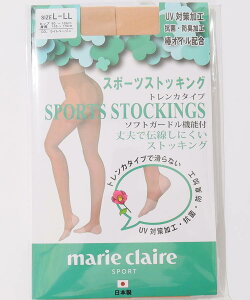 SIZE L-LL
UV 対策加工
抗菌・防臭加工
椿オイル配合
スポーツストッキング
トレンカタイプ
SPORTS STOCKINGS
ソフトガードル機能付
丈夫で伝線しにくい
ストッキング
トレンカタイプで滑らない
UV 対策加工・抗菌・防臭加工
marie claire
SPORT
日本製